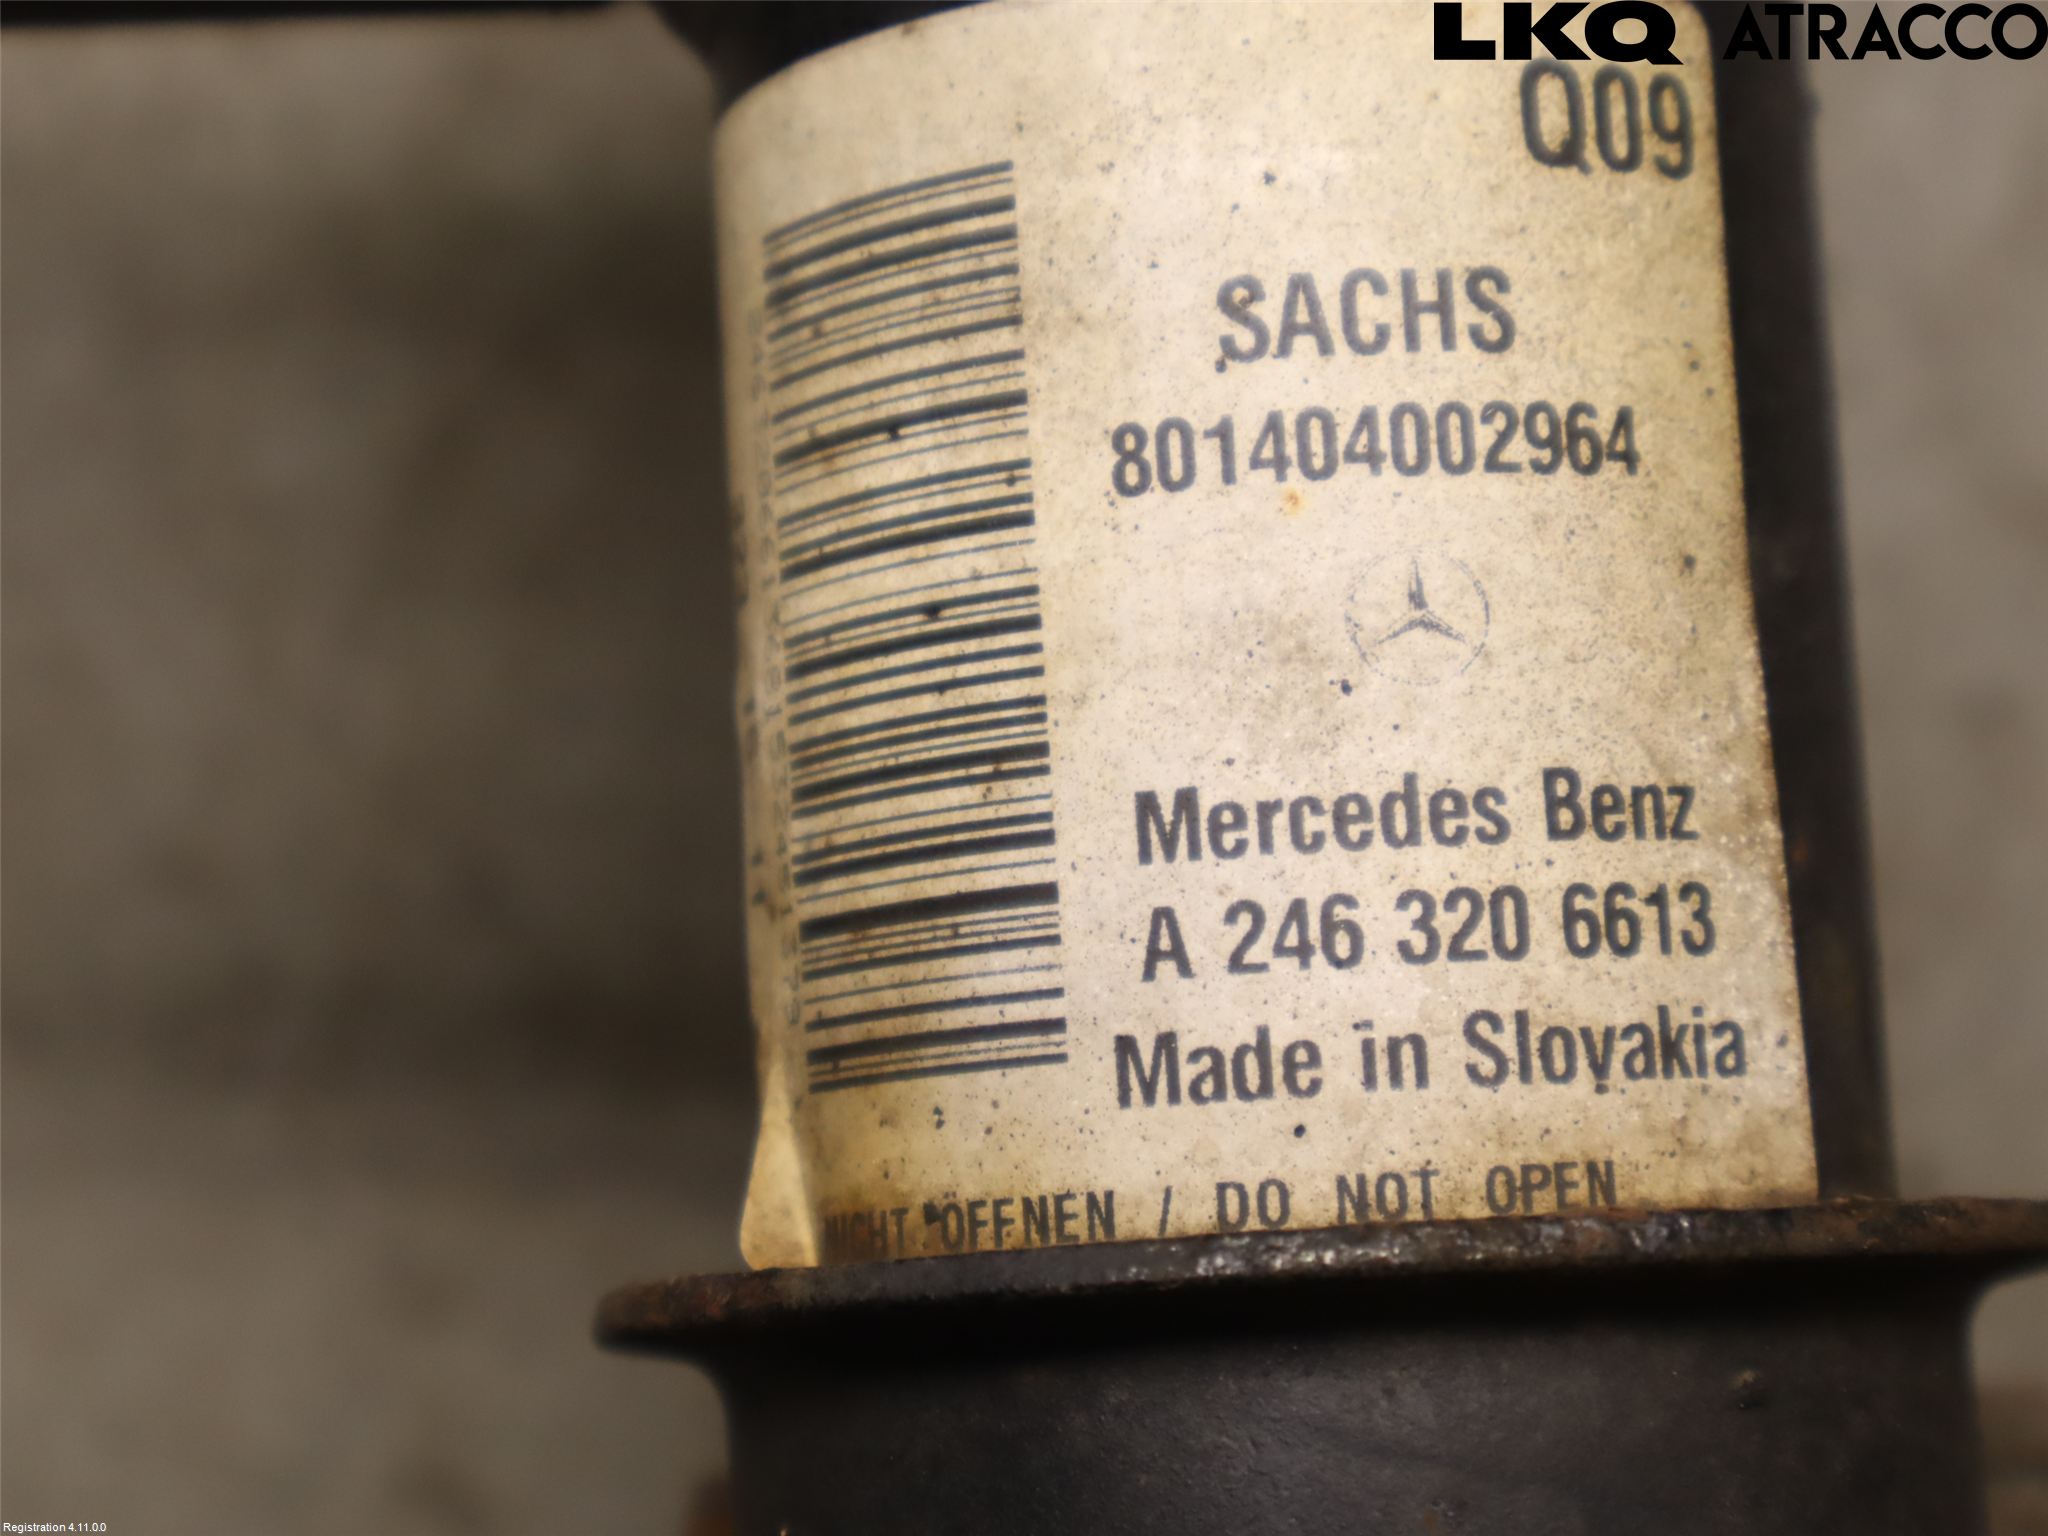 LKQ ATRACCO
Q09
SACHS
801404002964
Mercedes Benz
A 246 320 6613
Made in Slovakia
NICHT ÖFFNEN / DO NOT OPEN
Registration 4.11.0.0